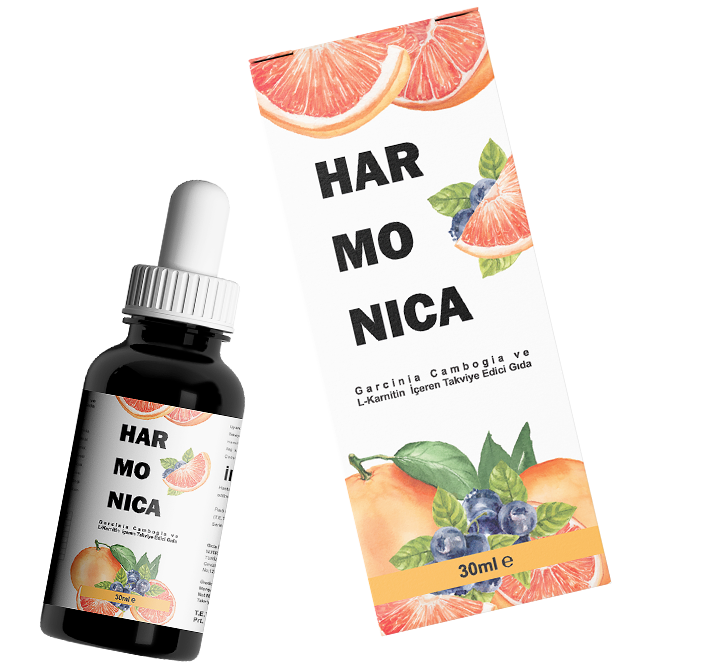 HAR
MO
NICA
Garcinia Cambogia ve
L-Karnitin İçeren Takviye Edici Gıda
30ml e
HAR
MO
NICA
Garcinia Cambogia ve
L-Karnitin İçeren Takviye Edici Gıda
30ml e